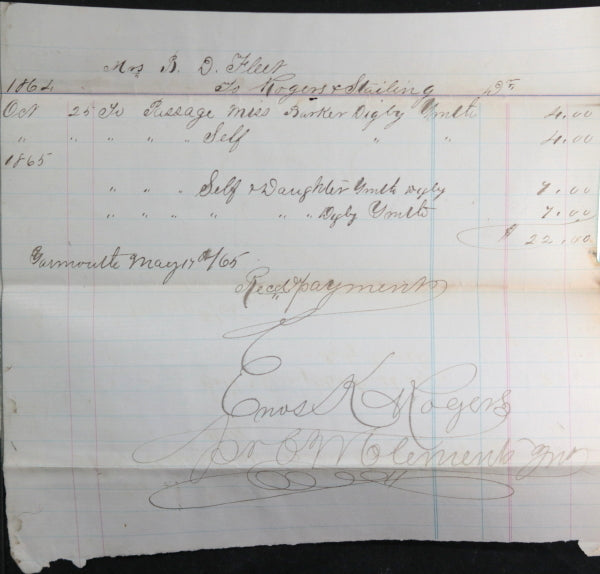 Mrs B. D. Fleet
1864 To Rogers & Stailing Dr
Oct 25 To Passage Miss Barker Digby Ymth 4.00
" " " " " Self " " 4.00
1865
" " " Self & Daughter Ymth Digby 7.00
" " " " " Digby Ymth 7.00
$ 22.00
Yarmouth May 17th/65
Recd payment
Enos K Rogers
pr C W Clements Jnr